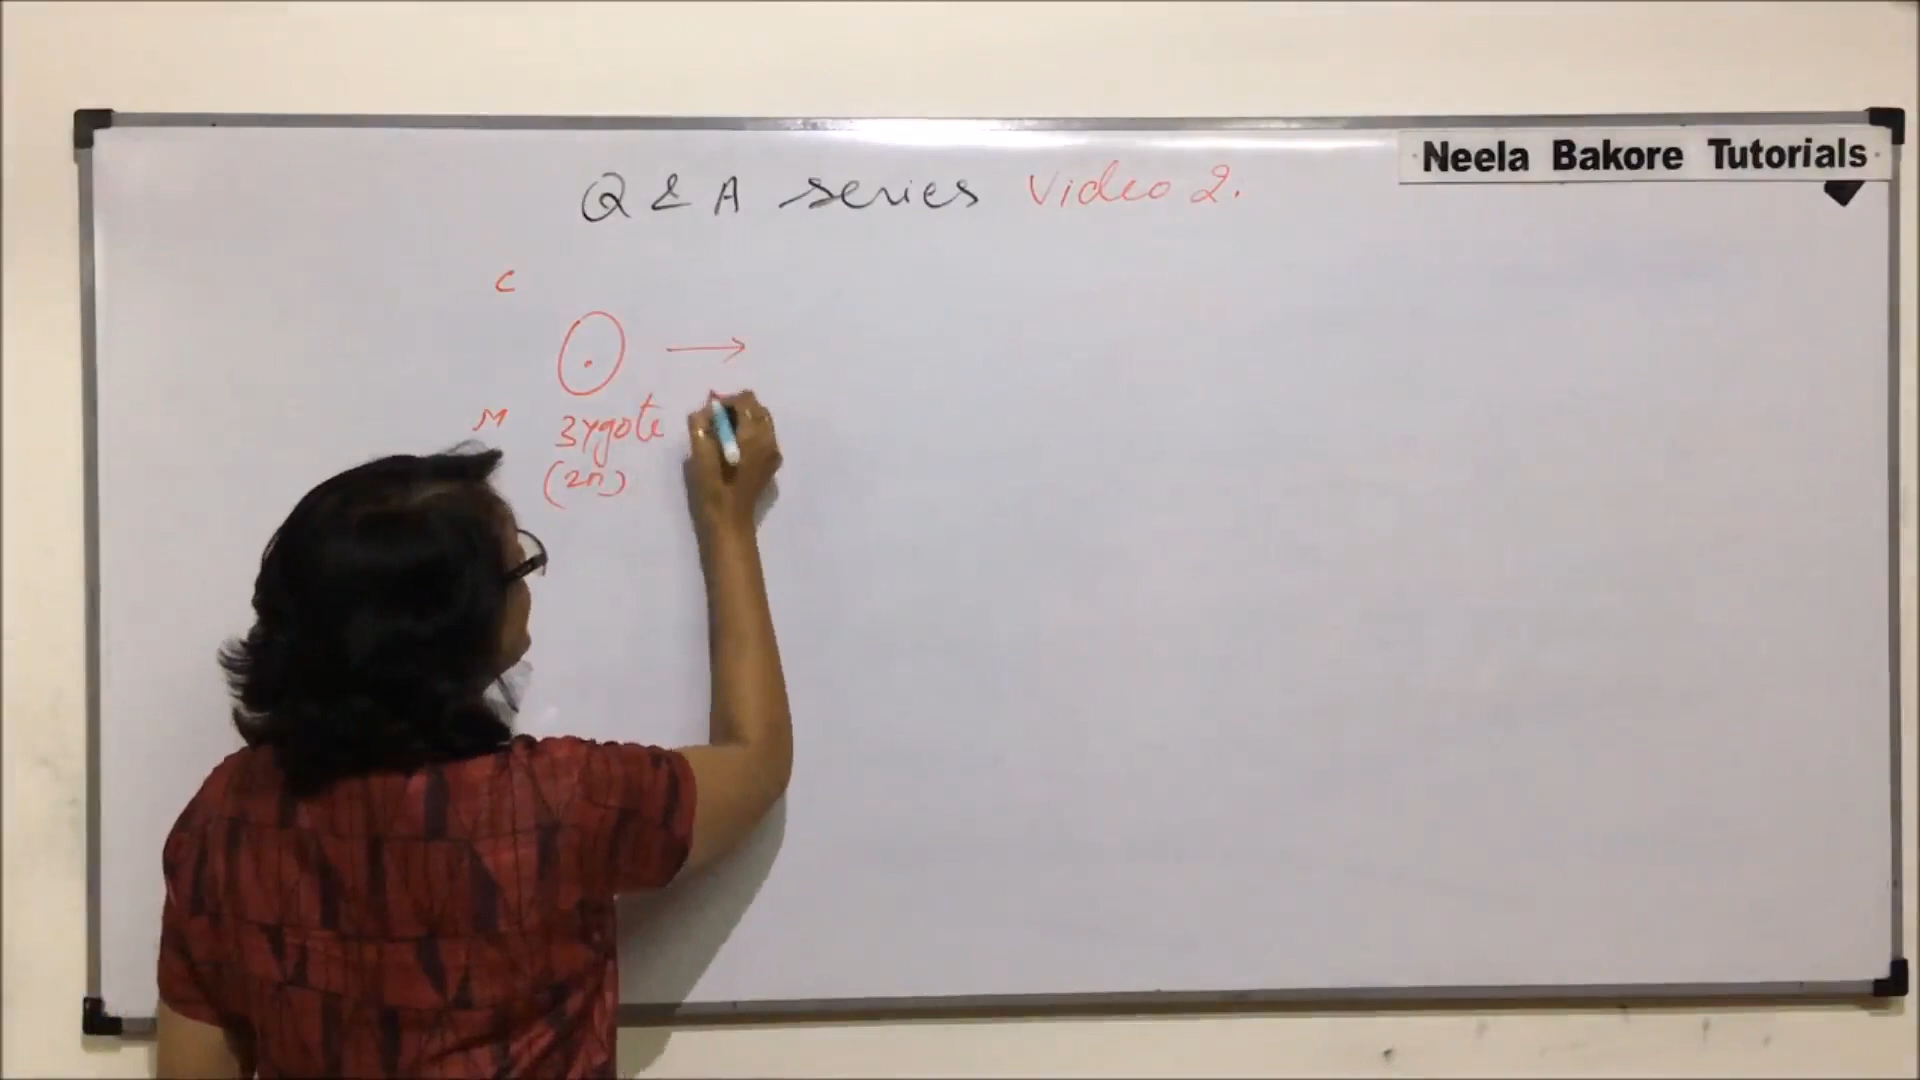 Neela Bakore Tutorials
Q & A series Video 2.
C
M
zygote
(2n)